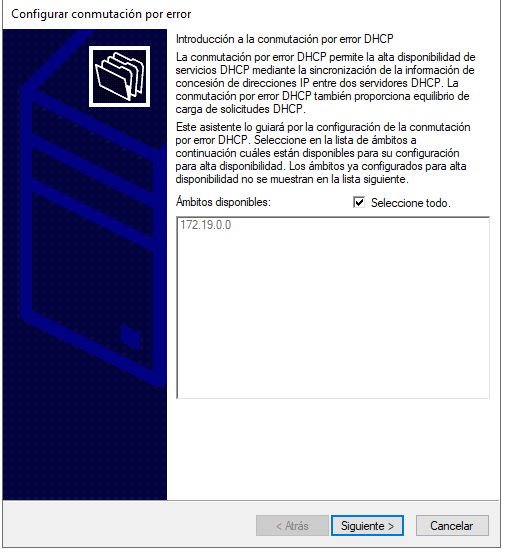 Configurar conmutación por error
Introducción a la conmutación por error DHCP
La conmutación por error DHCP permite la alta disponibilidad de
servicios DHCP mediante la sincronización de la información de
concesión de direcciones IP entre dos servidores DHCP. La
conmutación por error DHCP también proporciona equilibrio de
carga de solicitudes DHCP.
Este asistente lo guiará por la configuración de la conmutación
por error DHCP. Seleccione en la lista de ámbitos a
continuación cuáles están disponibles para su configuración
para alta disponibilidad. Los ámbitos ya configurados para alta
disponibilidad no se muestran en la lista siguiente.
Ámbitos disponibles:
Seleccione todo.
172.19.0.0
< Atrás
Siguiente >
Cancelar